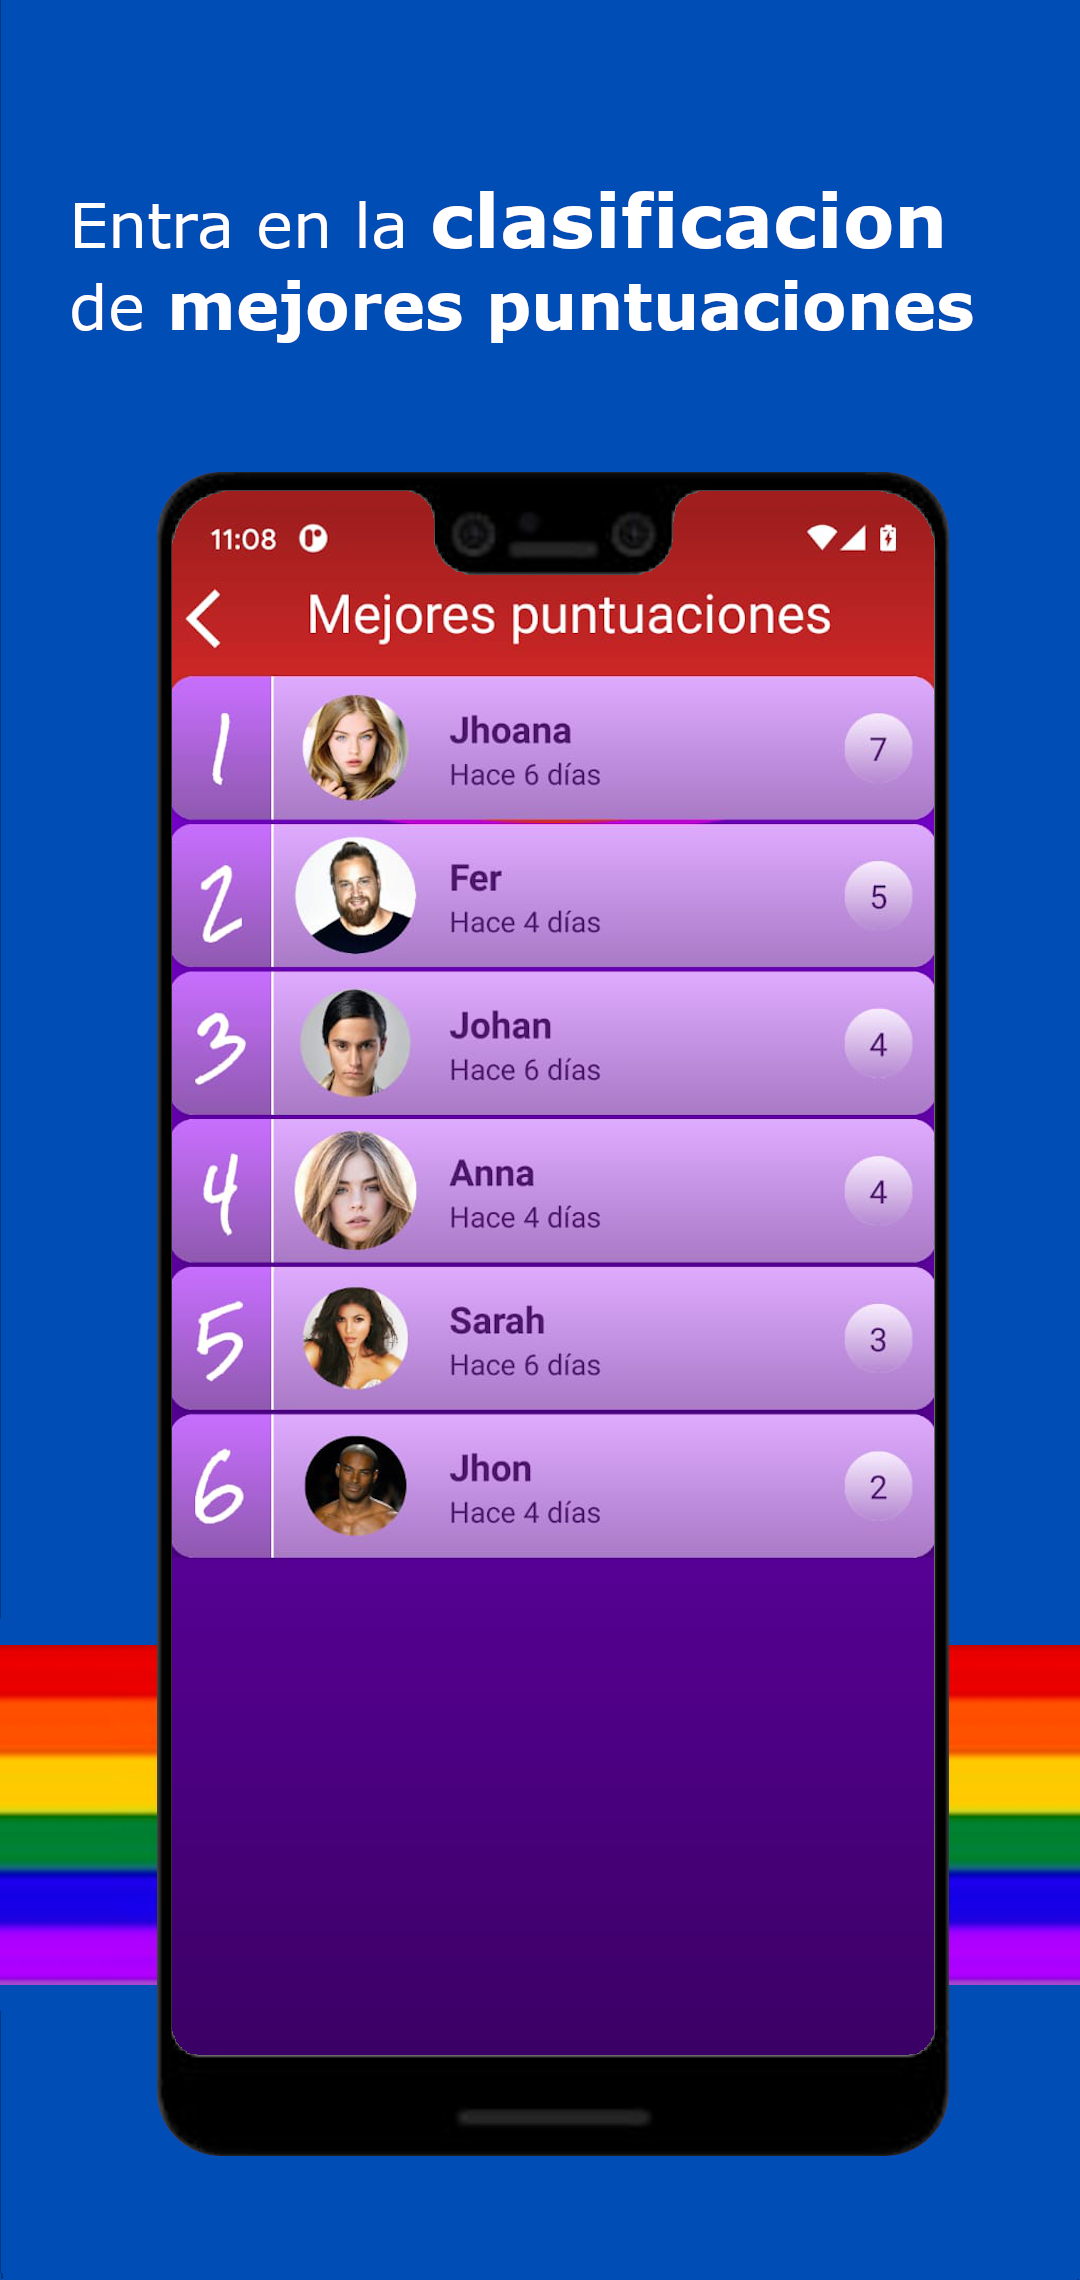 Entra en la clasificacion
de mejores puntuaciones
11:08
Mejores puntuaciones
1
Jhoana
7
Hace 6 días
2
Fer
5
Hace 4 días
3
Johan
4
Hace 6 días
4
Anna
4
Hace 4 días
5
Sarah
3
Hace 6 días
6
Jhon
2
Hace 4 días